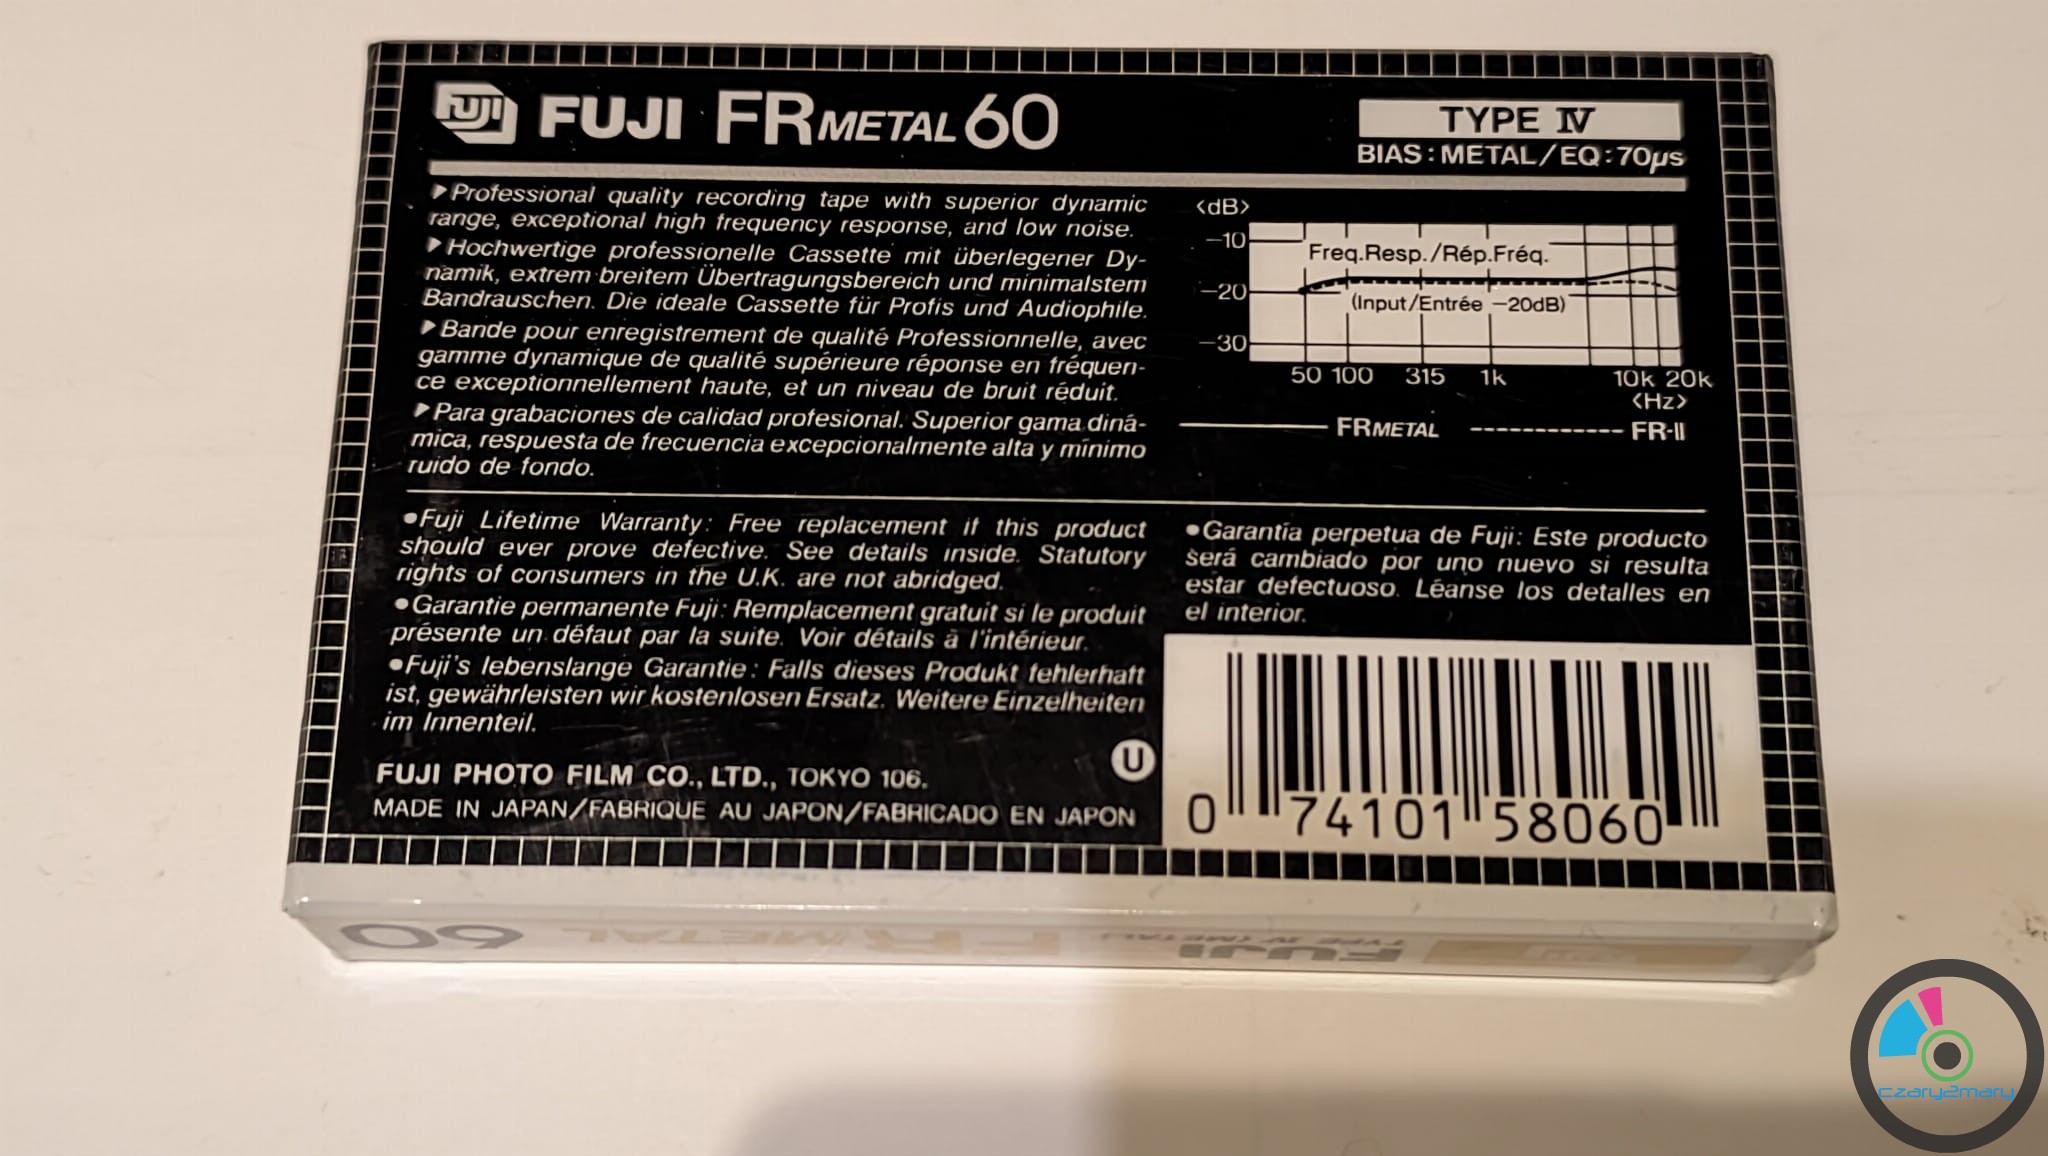 FUJI FUJI FR METAL 60
TYPE IV
BIAS: METAL/EQ: 70µs
▶Professional quality recording tape with superior dynamic
range, exceptional high frequency response, and low noise.
▶Hochwertige professionelle Cassette mit überlegener Dy-
namik, extrem breitem Übertragungsbereich und minimalstem
Bandrauschen. Die ideale Cassette für Profis und Audiophile.
▶Bande pour enregistrement de qualité Professionnelle, avec
gamme dynamique de qualité supérieure réponse en fréquen-
ce exceptionnellement haute, et un niveau de bruit réduit.
▶Para grabaciones de calidad profesional. Superior gama diná-
mica, respuesta de frecuencia excepcionalmente alta y mínimo
ruido de fondo.
<dB>
-10
Freq.Resp./Rép.Fréq.
-20
(Input/Entrée -20dB)
-30
50 100 315 1k 10k 20k
<Hz>
FR METAL FR-II
●Fuji Lifetime Warranty: Free replacement if this product
should ever prove defective. See details inside. Statutory
rights of consumers in the U.K. are not abridged.
●Garantie permanente Fuji: Remplacement gratuit si le produit
présente un défaut par la suite. Voir détails à l'intérieur.
●Fuji's lebenslange Garantie: Falls dieses Produkt fehlerhaft
ist, gewährleisten wir kostenlosen Ersatz. Weitere Einzelheiten
im Innenteil.
●Garantía perpetua de Fuji: Este producto
será cambiado por uno nuevo si resulta
estar defectuoso. Léanse los detalles en
el interior.
FUJI PHOTO FILM CO., LTD., TOKYO 106.
U
MADE IN JAPAN/FABRIQUE AU JAPON/FABRICADO EN JAPON
0 74101 58060
60 FR METAL FUJI TYPE IV (METAL)
czary2mary